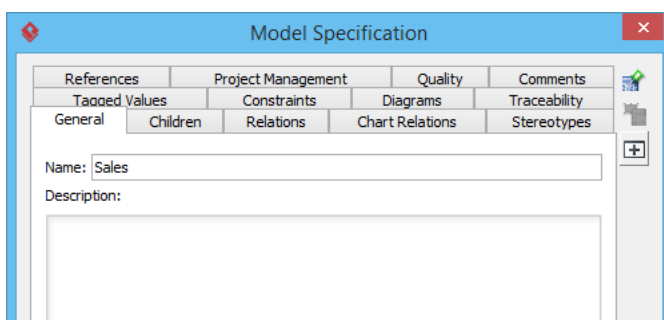 Model Specification
References Project Management Quality Comments
Tagged Values Constraints Diagrams Traceability
General Children Relations Chart Relations Stereotypes
Name: Sales
Description: